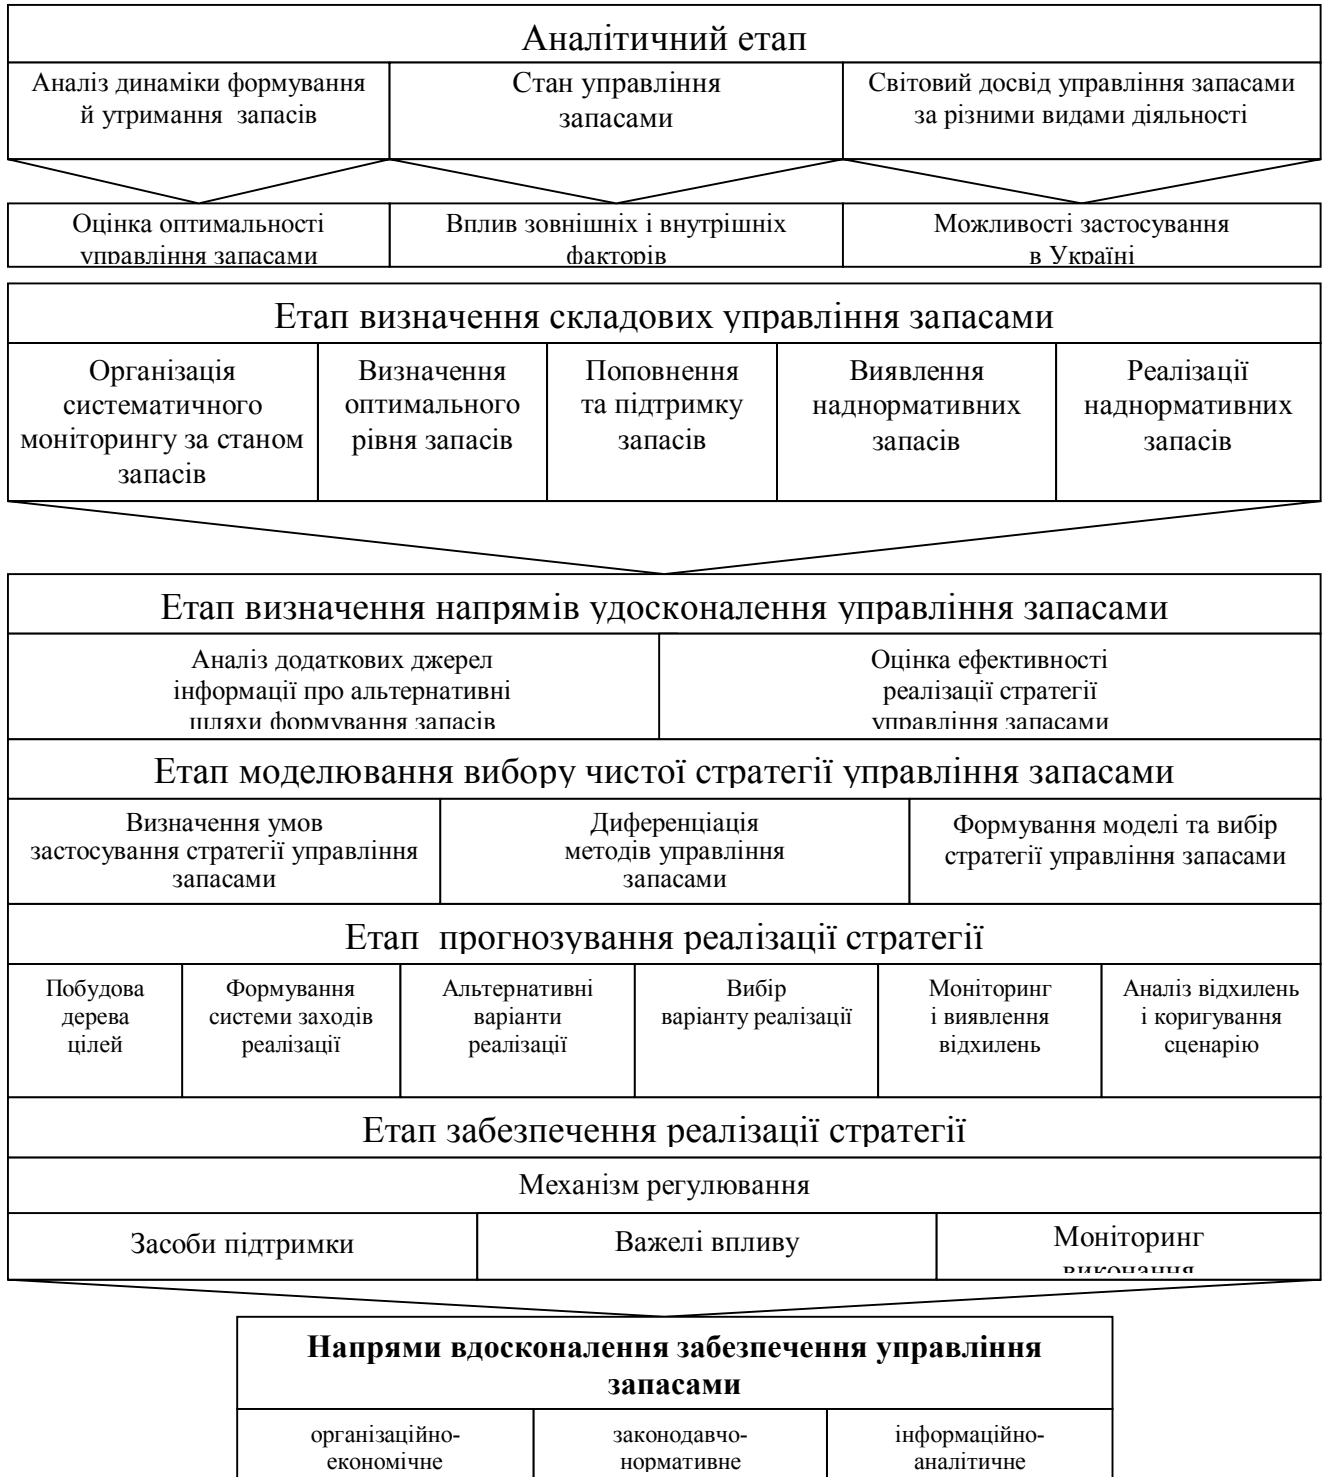 Аналітичний етап
Аналіз динаміки формування
й утримання запасів
Стан управління
запасами
Світовий досвід управління запасами
за різними видами діяльності
Оцінка оптимальності
управління запасами
Вплив зовнішніх і внутрішніх
факторів
Можливості застосування
в Україні
Етап визначення складових управління запасами
Організація
систематичного
моніторингу за станом
запасів
Визначення
оптимального
рівня запасів
Поповнення
та підтримку
запасів
Виявлення
наднормативних
запасів
Реалізації
наднормативних
запасів
Етап визначення напрямів удосконалення управління запасами
Аналіз додаткових джерел
інформації про альтернативні
шляхи формування запасів
Оцінка ефективності
реалізації стратегії
управління запасами
Етап моделювання вибору чистої стратегії управління запасами
Визначення умов
застосування стратегії управління
запасами
Диференціація
методів управління
запасами
Формування моделі та вибір
стратегії управління запасами
Етап прогнозування реалізації стратегії
Побудова
дерева
цілей
Формування
системи заходів
реалізації
Альтернативні
варіанти
реалізації
Вибір
варіанту реалізації
Моніторинг
і виявлення
відхилень
Аналіз відхилень
і коригування
сценарію
Етап забезпечення реалізації стратегії
Механізм регулювання
Засоби підтримки
Важелі впливу
Моніторинг
виконання
Напрями вдосконалення забезпечення управління
запасами
організаційно-
економічне
законодавчо-
нормативне
інформаційно-
аналітичне